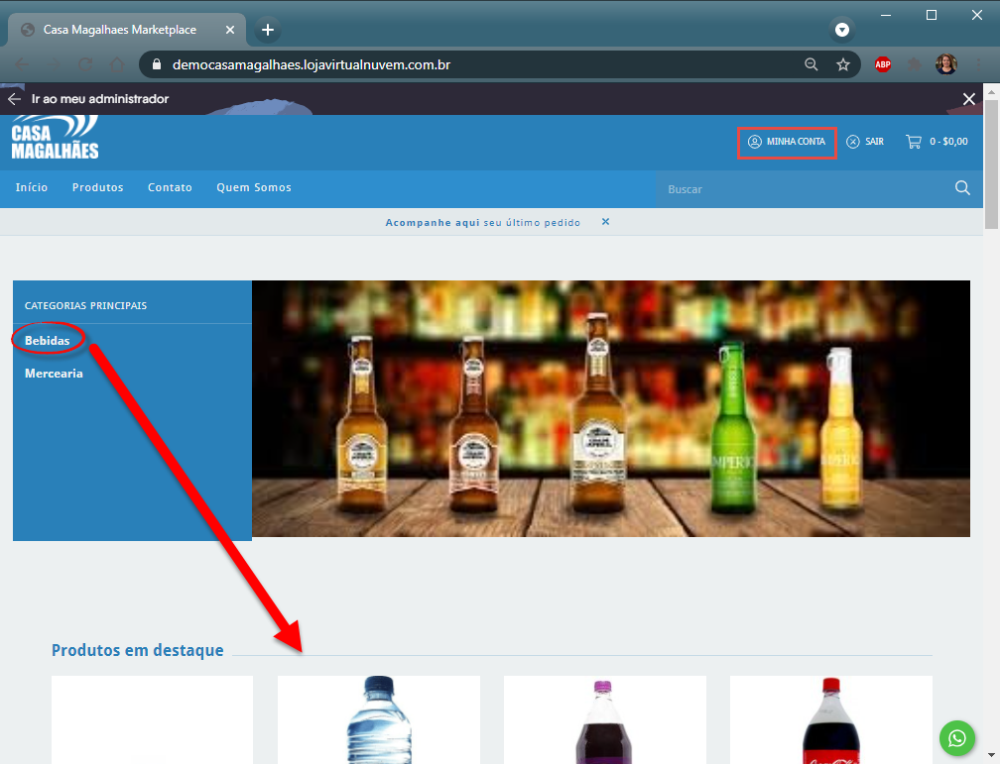 Casa Magalhaes Marketplace
democasamagalhaes.lojavirtualnuvem.com.br
ABP
Ir ao meu administrador
CASA
MAGALHÃES
MINHA CONTA
SAIR
0 - $0,00
Início
Produtos
Contato
Quem Somos
Buscar
Acompanhe aqui seu último pedido
CATEGORIAS PRINCIPAIS
Bebidas
Mercearia
IMPERIO
IMPERIO
Produtos em destaque